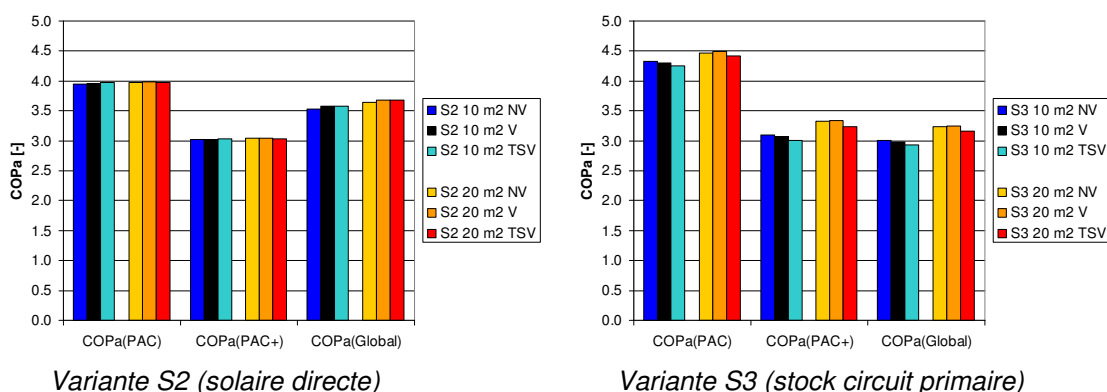 5.0
4.5
4.0
3.5
3.0
2.5
2.0
1.5
1.0
0.5
0.0
COPa [-]
COPa(PAC)
COPa(PAC+)
COPa(Global)
S2 10 m2 NV
S2 10 m2 V
S2 10 m2 TSV
S2 20 m2 NV
S2 20 m2 V
S2 20 m2 TSV
Variante S2 (solaire directe)
5.0
4.5
4.0
3.5
3.0
2.5
2.0
1.5
1.0
0.5
0.0
COPa [-]
COPa(PAC)
COPa(PAC+)
COPa(Global)
S3 10 m2 NV
S3 10 m2 V
S3 10 m2 TSV
S3 20 m2 NV
S3 20 m2 V
S3 20 m2 TSV
Variante S3 (stock circuit primaire)